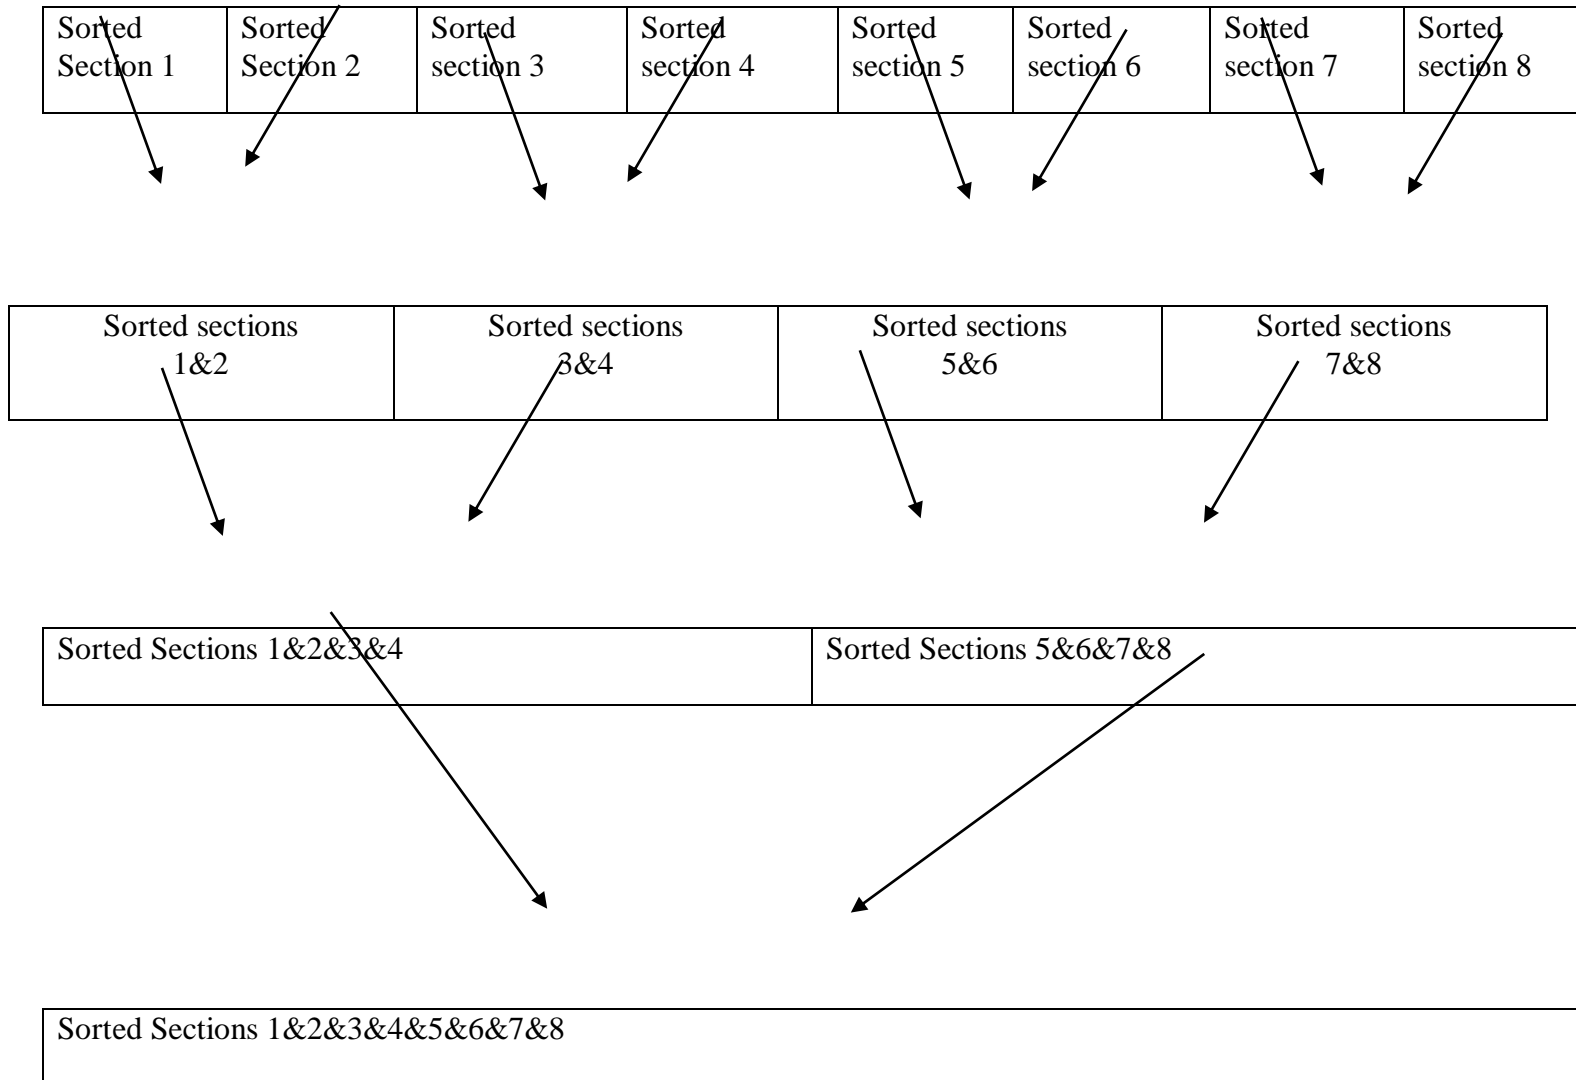 Sorted
Section 1
Sorted
Section 2
Sorted
section 3
Sorted
section 4
Sorted
section 5
Sorted
section 6
Sorted
section 7
Sorted
section 8
Sorted sections
1&2
Sorted sections
3&4
Sorted sections
5&6
Sorted sections
7&8
Sorted Sections 1&2&3&4
Sorted Sections 5&6&7&8
Sorted Sections 1&2&3&4&5&6&7&8